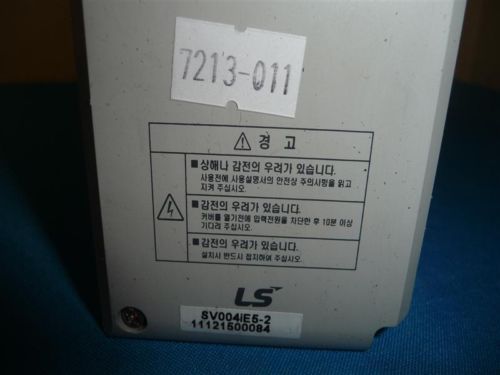 7213-011
경 고
■ 상해나 감전의 우려가 있습니다.
사용전에 사용설명서의 안전상 주의사항을 읽고
지켜 주십시오.
■ 감전의 우려가 있습니다.
커버를 열기전에 입력전원을 차단한 후 10분 이상
기다려 주십시오.
■ 감전의 우려가 있습니다.
설치시 반드시 접지하여 주십시오.
LS
SV004iE5-2
11121500084